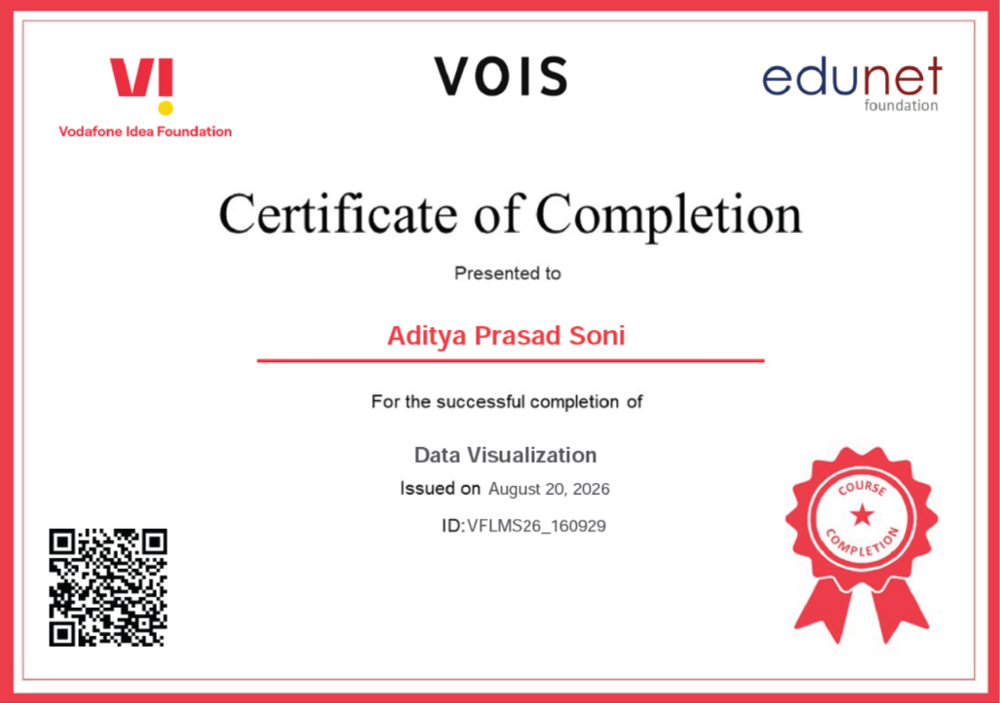 VI
Vodafone Idea Foundation
VOIS
edunet
foundation
Certificate of Completion
Presented to
Aditya Prasad Soni
For the successful completion of
Data Visualization
Issued on August 20, 2026
ID:VFLMS26_160929
COURSE
COMPLETION